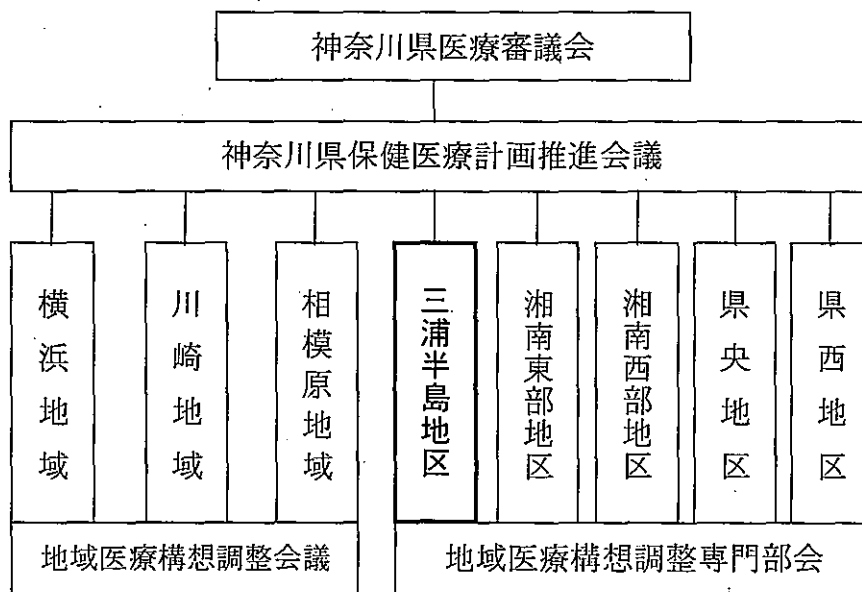 神奈川県医療審議会
神奈川県保健医療計画推進会議
横浜地域
川崎地域
相模原地域
三浦半島地区
湘南東部地区
湘南西部地区
県央地区
県西地区
地域医療構想調整会議
地域医療構想調整専門部会